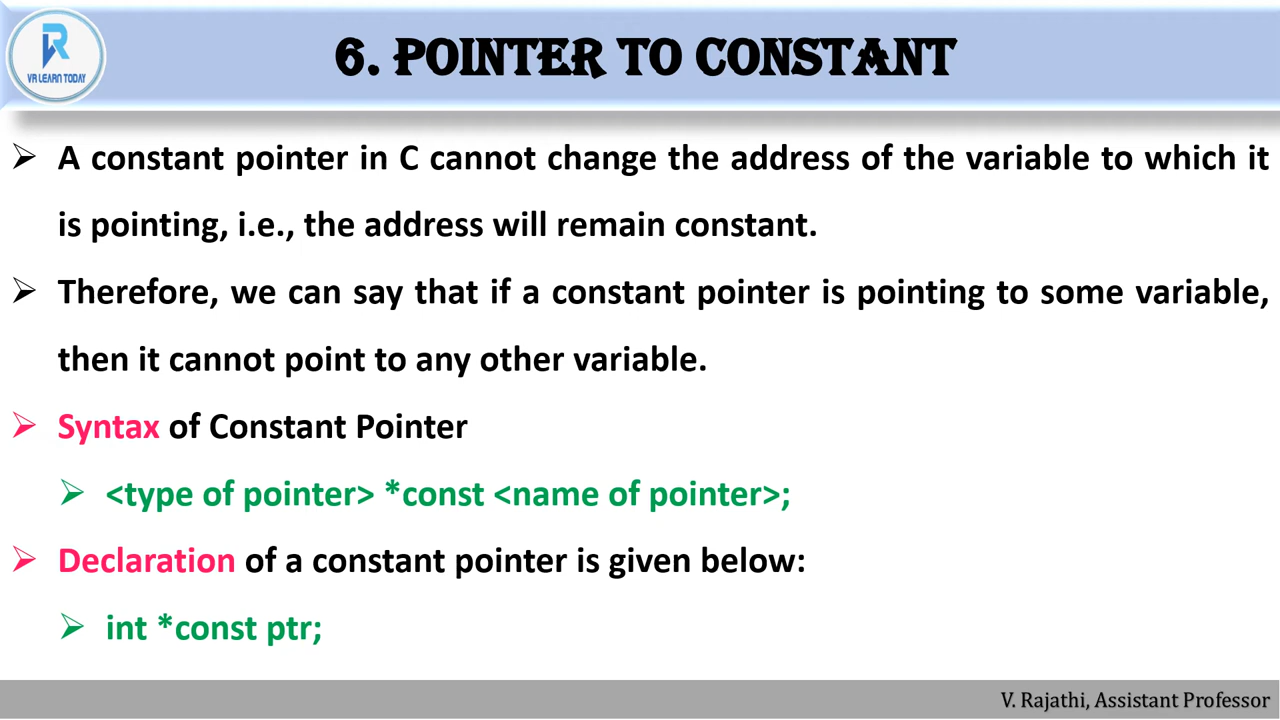 VR LEARN TODAY
6. POINTER TO CONSTANT
➢ A constant pointer in C cannot change the address of the variable to which it
is pointing, i.e., the address will remain constant.
➢ Therefore, we can say that if a constant pointer is pointing to some variable,
then it cannot point to any other variable.
➢ Syntax of Constant Pointer
➢ <type of pointer> *const <name of pointer>;
➢ Declaration of a constant pointer is given below:
➢ int *const ptr;
V. Rajathi, Assistant Professor